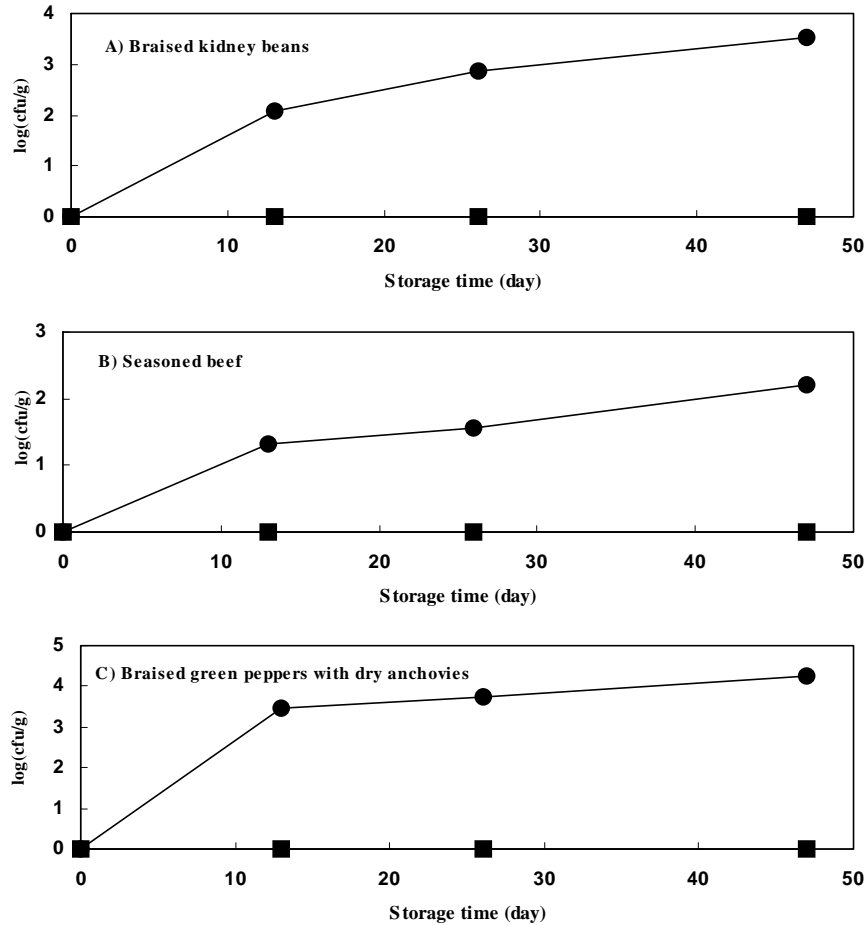 4
A) Braised kidney beans
3
log(cfu/g)
2
1
0
0 10 20 30 40 50
Storage time (day)
3
B) Seasoned beef
2
log(cfu/g)
1
0
0 10 20 30 40 50
Storage time (day)
5
C) Braised green peppers with dry anchovies
4
3
log(cfu/g)
2
1
0
0 10 20 30 40 50
Storage time (day)